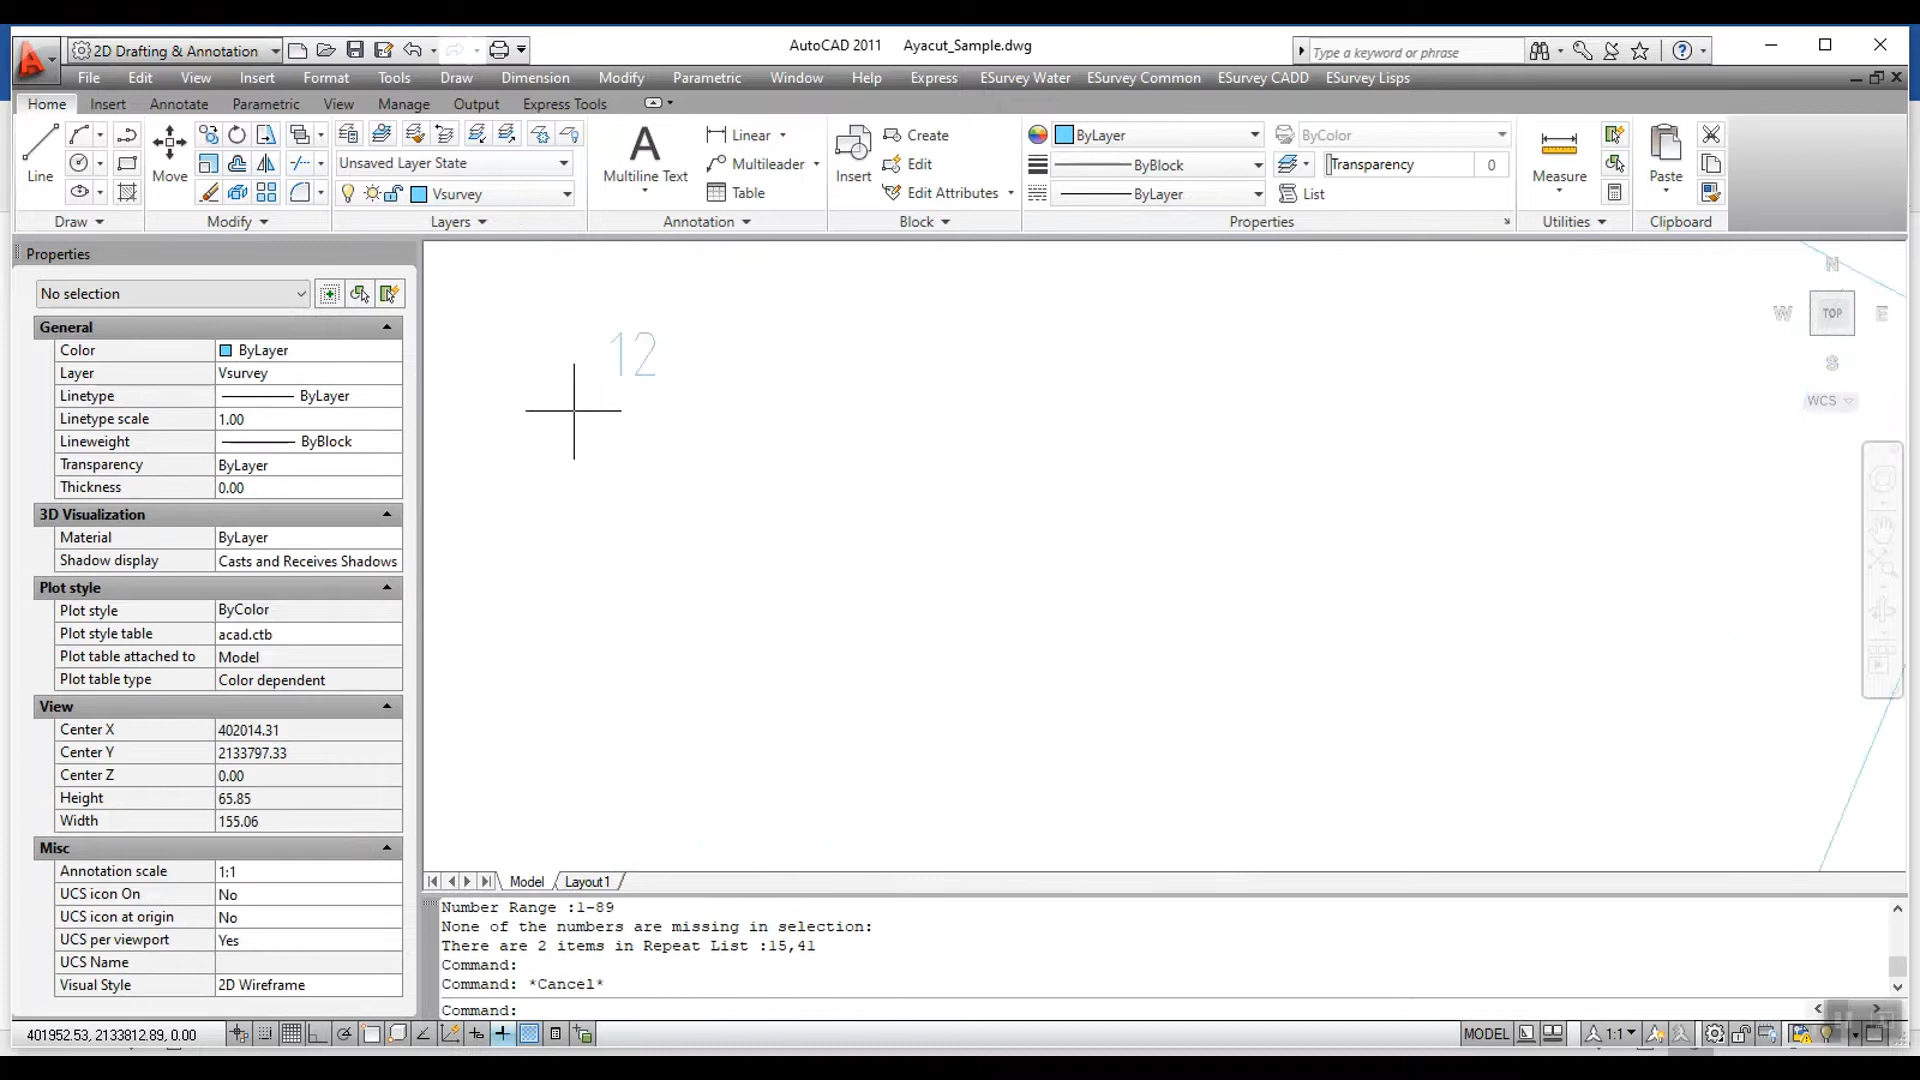 2D Drafting & Annotation
AutoCAD 2011 Ayacut_Sample.dwg
Type a keyword or phrase
File Edit View Insert Format Tools Draw Dimension Modify Parametric Window Help Express ESurvey Water ESurvey Common ESurvey CADD ESurvey Lisps
Home Insert Annotate Parametric View Manage Output Express Tools
Line
Move
Unsaved Layer State
Vsurvey
A
Multiline Text
Linear
Multileader
Table
Insert
Create
Edit
Edit Attributes
ByLayer
ByBlock
ByLayer
ByColor
Transparency 0
List
Measure
Paste
Draw Modify Layers Annotation Block Properties Utilities Clipboard
Properties
No selection
General
Color ByLayer
Layer Vsurvey
Linetype ByLayer
Linetype scale 1.00
Lineweight ByBlock
Transparency ByLayer
Thickness 0.00
3D Visualization
Material ByLayer
Shadow display Casts and Receives Shadows
Plot style
Plot style ByColor
Plot style table acad.ctb
Plot table attached to Model
Plot table type Color dependent
View
Center X 402014.31
Center Y 2133797.33
Center Z 0.00
Height 65.85
Width 155.06
Misc
Annotation scale 1:1
UCS icon On No
UCS icon at origin No
UCS per viewport Yes
UCS Name
Visual Style 2D Wireframe
12
N
W TOP E
S
WCS
Model Layout1
Number Range :1-89
None of the numbers are missing in selection:
There are 2 items in Repeat List :15,41
Command:
Command: *Cancel*
Command:
401952.53, 2133812.89, 0.00
MODEL
1:1